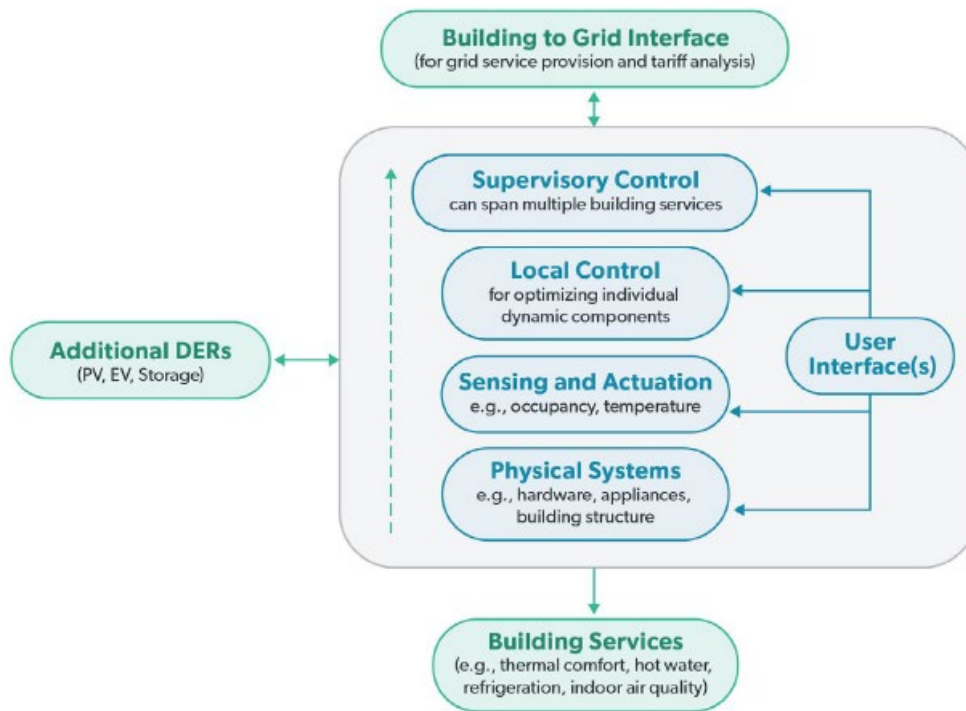 Building to Grid Interface
(for grid service provision and tariff analysis)
Supervisory Control
can span multiple building services
Local Control
for optimizing individual
dynamic components
Additional DERs
(PV, EV, Storage)
User
Interface(s)
Sensing and Actuation
e.g., occupancy, temperature
Physical Systems
e.g., hardware, appliances,
building structure
Building Services
(e.g., thermal comfort, hot water,
refrigeration, indoor air quality)